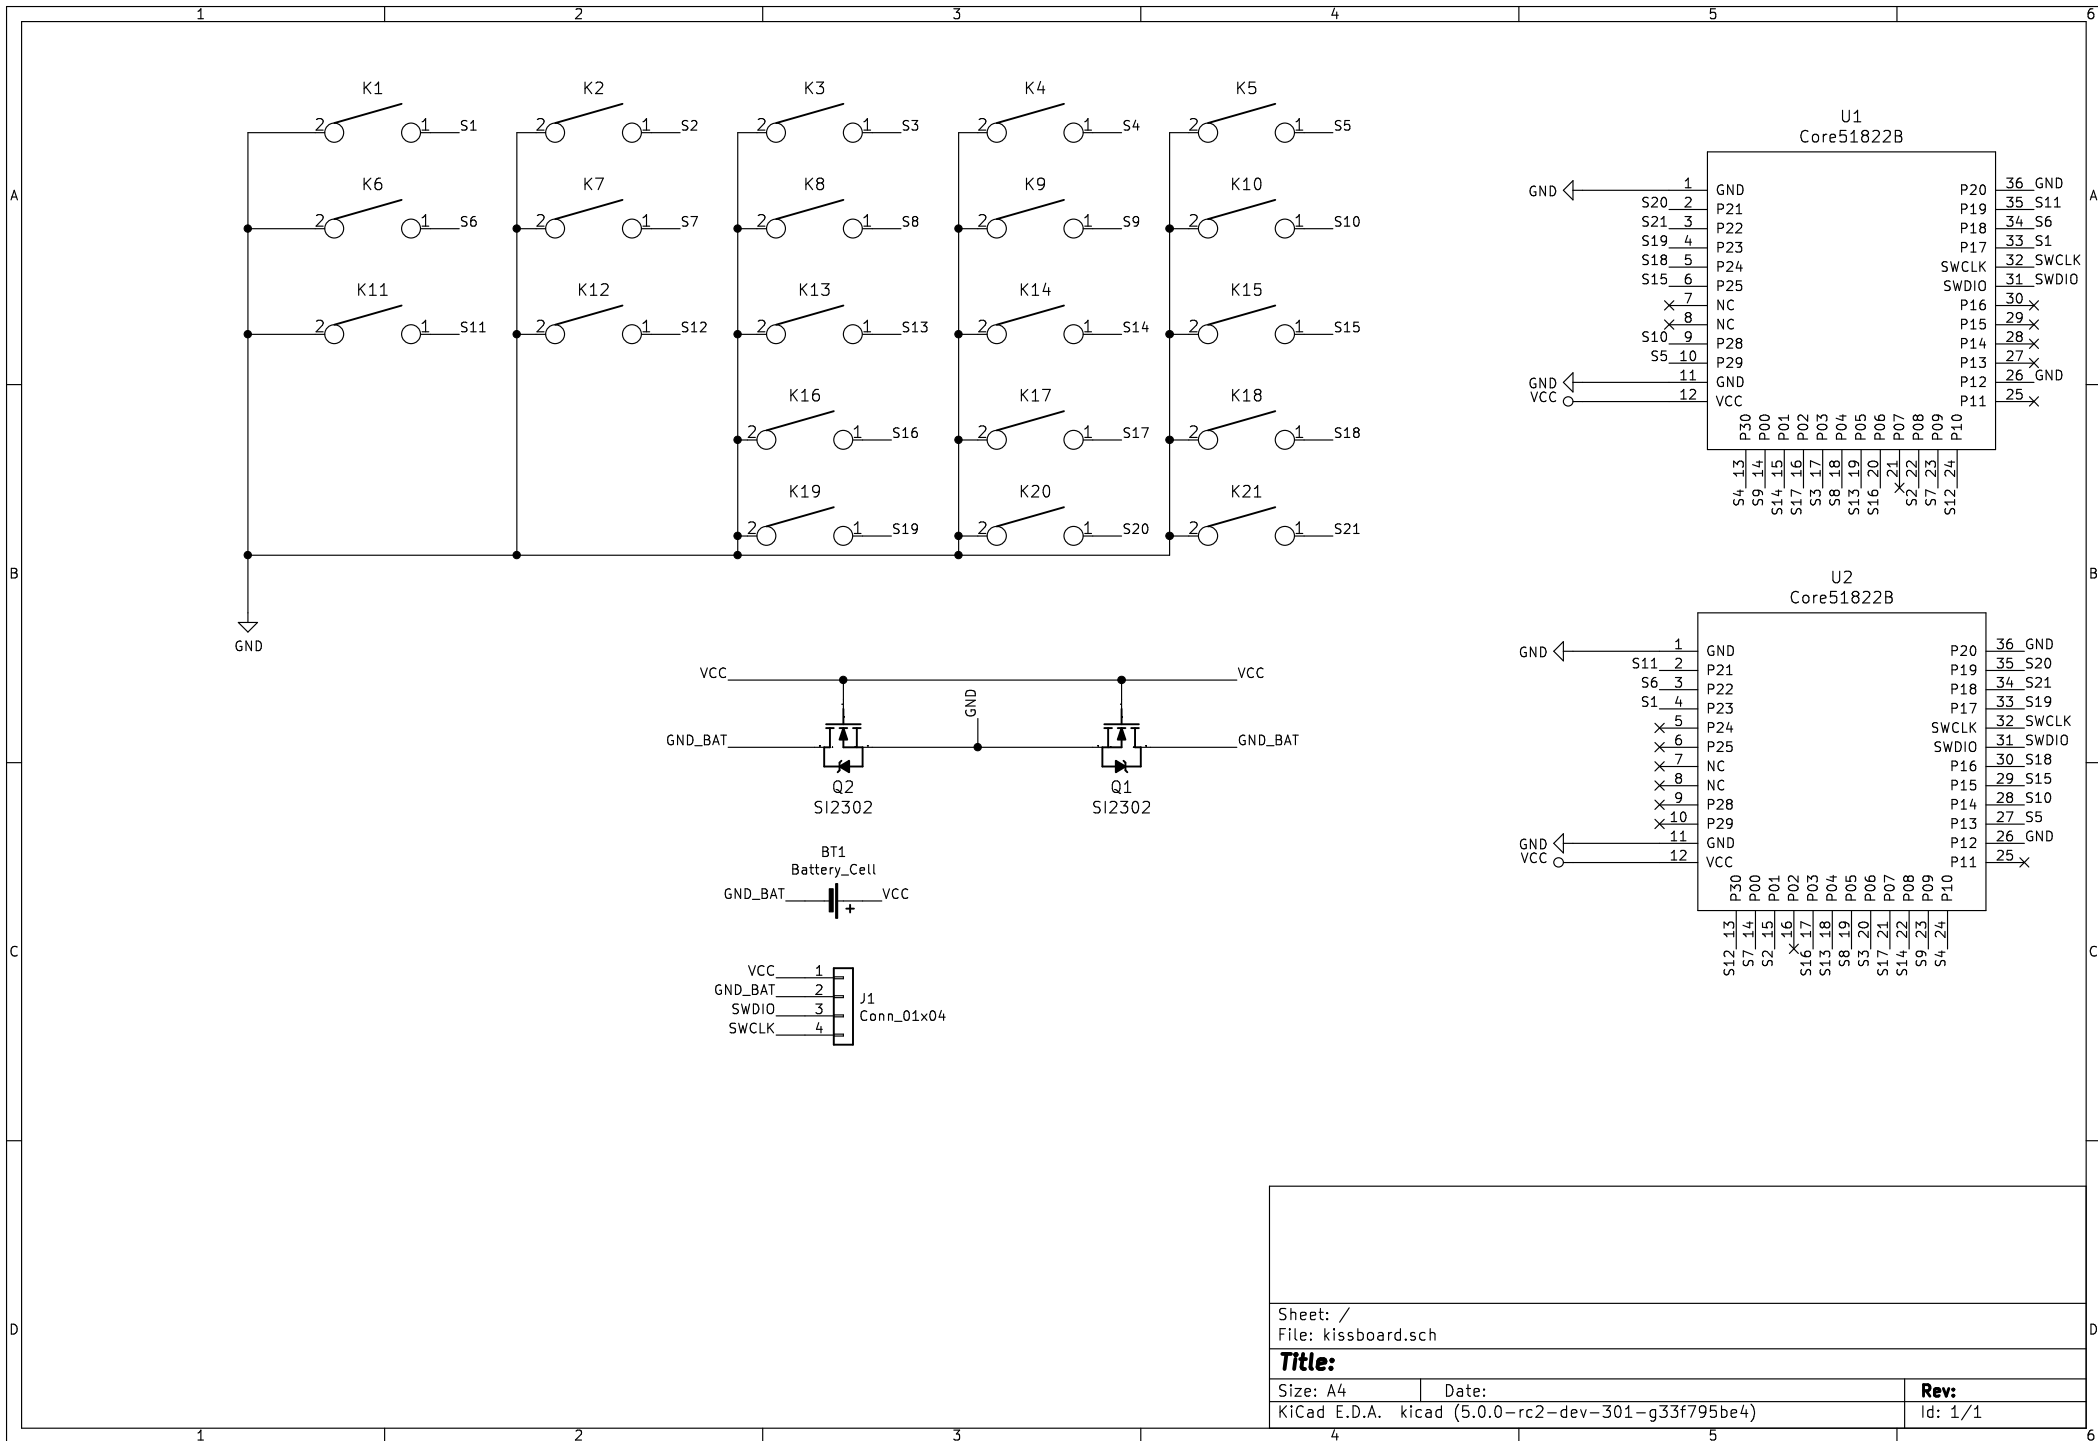 1 2 3 4 5 6
K1 K2 K3 K4 K5
2 1 S1 2 1 S2 2 1 S3 2 1 S4 2 1 S5
K6 K7 K8 K9 K10
2 1 S6 2 1 S7 2 1 S8 2 1 S9 2 1 S10
K11 K12 K13 K14 K15
2 1 S11 2 1 S12 2 1 S13 2 1 S14 2 1 S15
K16 K17 K18
2 1 S16 2 1 S17 2 1 S18
K19 K20 K21
2 1 S19 2 1 S20 2 1 S21
GND
A A
B B
C C
D D
U1
Core51822B
GND 1 GND P20 36 GND
S20 2 P21 P19 35 S11
S21 3 P22 P18 34 S6
S19 4 P23 P17 33 S1
S18 5 P24 SWCLK 32 SWCLK
S15 6 P25 SWDIO 31 SWDIO
7 NC P16 30
8 NC P15 29
S10 9 P28 P14 28
S5 10 P29 P13 27
GND 11 GND P12 26 GND
VCC 12 VCC P11 25
P30 P00 P01 P02 P03 P04 P05 P06 P07 P08 P09 P10
13 14 15 16 17 18 19 20 21 22 23 24
S4 S9 S14 S17 S3 S8 S13 S16 S2 S7 S12
U2
Core51822B
GND 1 GND P20 36 GND
S11 2 P21 P19 35 S20
S6 3 P22 P18 34 S21
S1 4 P23 P17 33 S19
5 P24 SWCLK 32 SWCLK
6 P25 SWDIO 31 SWDIO
7 NC P16 30 S18
8 NC P15 29 S15
9 P28 P14 28 S10
10 P29 P13 27 S5
GND 11 GND P12 26 GND
VCC 12 VCC P11 25
P30 P00 P01 P02 P03 P04 P05 P06 P07 P08 P09 P10
13 14 15 16 17 18 19 20 21 22 23 24
S12 S7 S2 S16 S13 S8 S3 S17 S14 S9 S4
VCC VCC
GND
GND_BAT GND_BAT
Q2 Q1
SI2302 SI2302
BT1
Battery_Cell
GND_BAT + VCC
VCC 1
GND_BAT 2
SWDIO 3
SWCLK 4
J1
Conn_01x04
Sheet: /
File: kissboard.sch
Title:
Size: A4 Date: Rev:
KiCad E.D.A. kicad (5.0.0-rc2-dev-301-g33f795be4) Id: 1/1
1 2 3 4 5 6